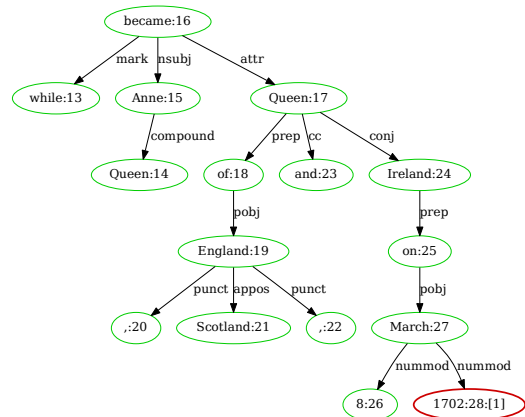 became:16
mark nsubj attr
while:13 Anne:15 Queen:17
compound prep cc conj
Queen:14 of:18 and:23 Ireland:24
pobj prep
England:19 on:25
punct appos punct pobj
,:20 Scotland:21 ,:22 March:27
nummod nummod
8:26 1702:28:[1]